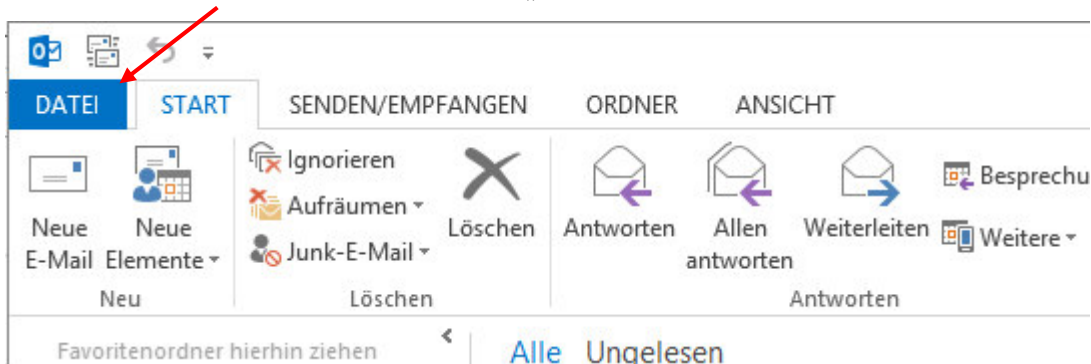 DATEI START SENDEN/EMPFANGEN ORDNER ANSICHT
Ignorieren
Aufräumen
Junk-E-Mail
Neue
E-Mail
Neue
Elemente
Löschen
Antworten
Allen
antworten
Weiterleiten
Besprechu
Weitere
Neu Löschen Antworten
Favoritenordner hierhin ziehen
Alle Ungelesen